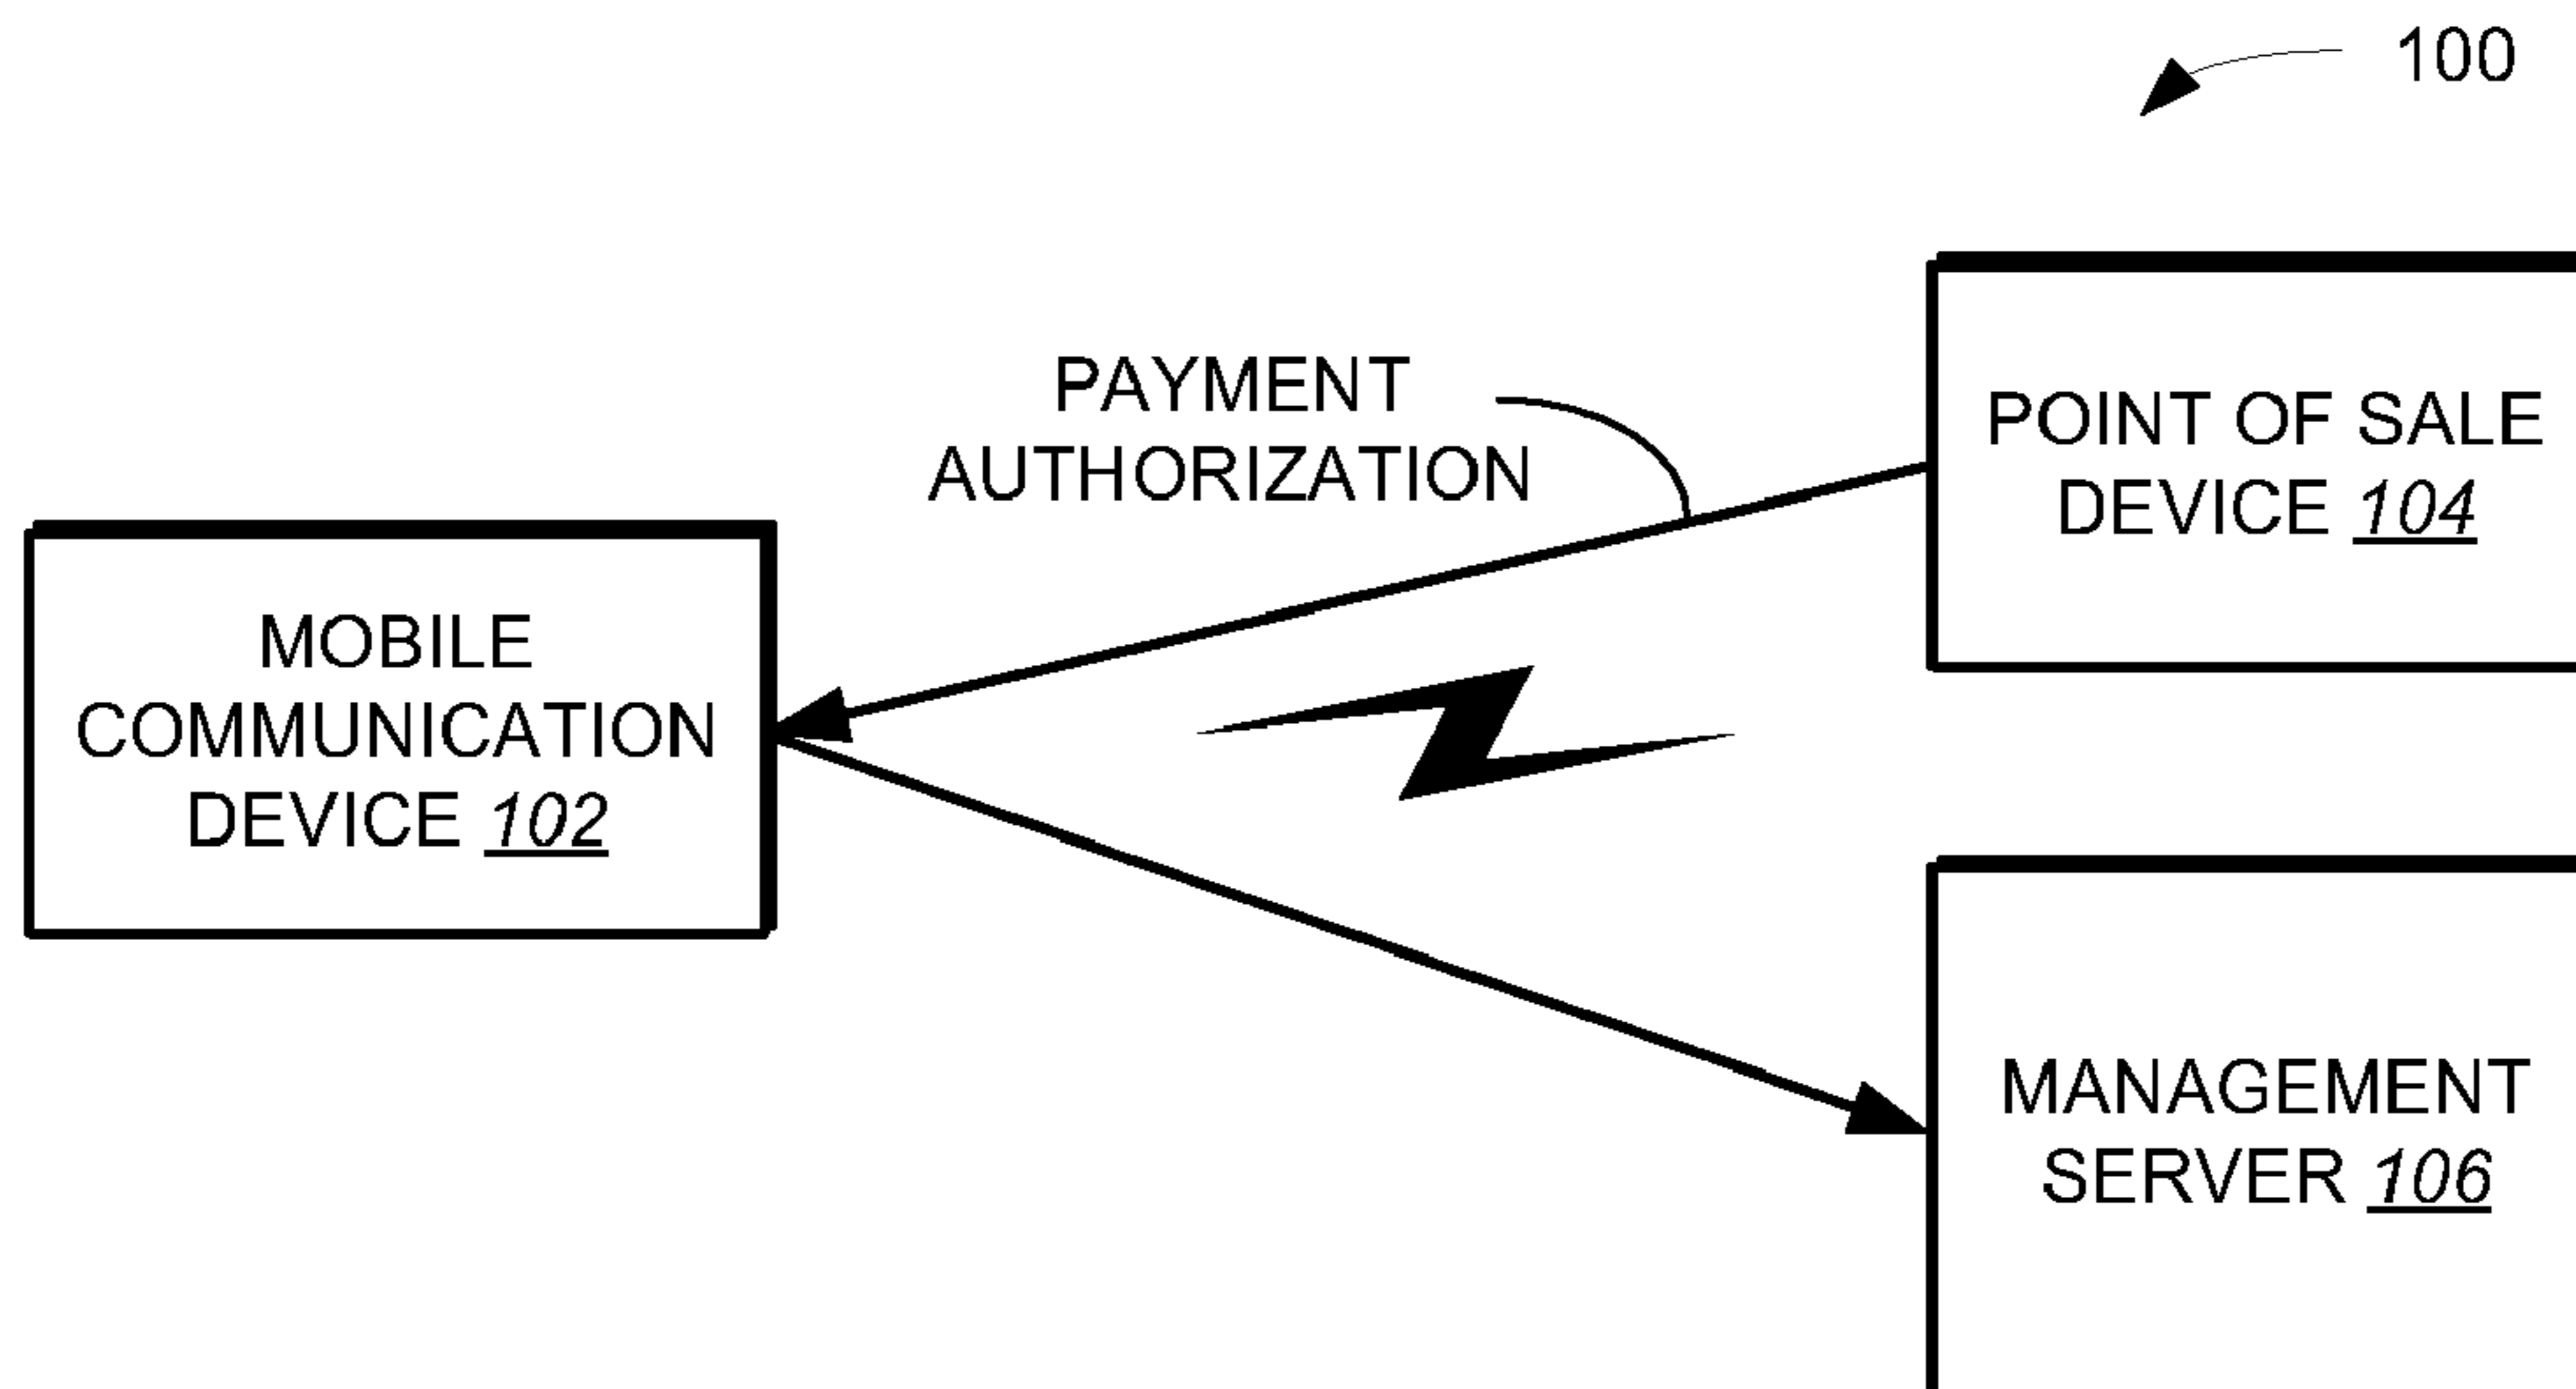 100
PAYMENT
AUTHORIZATION
POINT OF SALE
DEVICE 104
MOBILE
COMMUNICATION
DEVICE 102
MANAGEMENT
SERVER 106